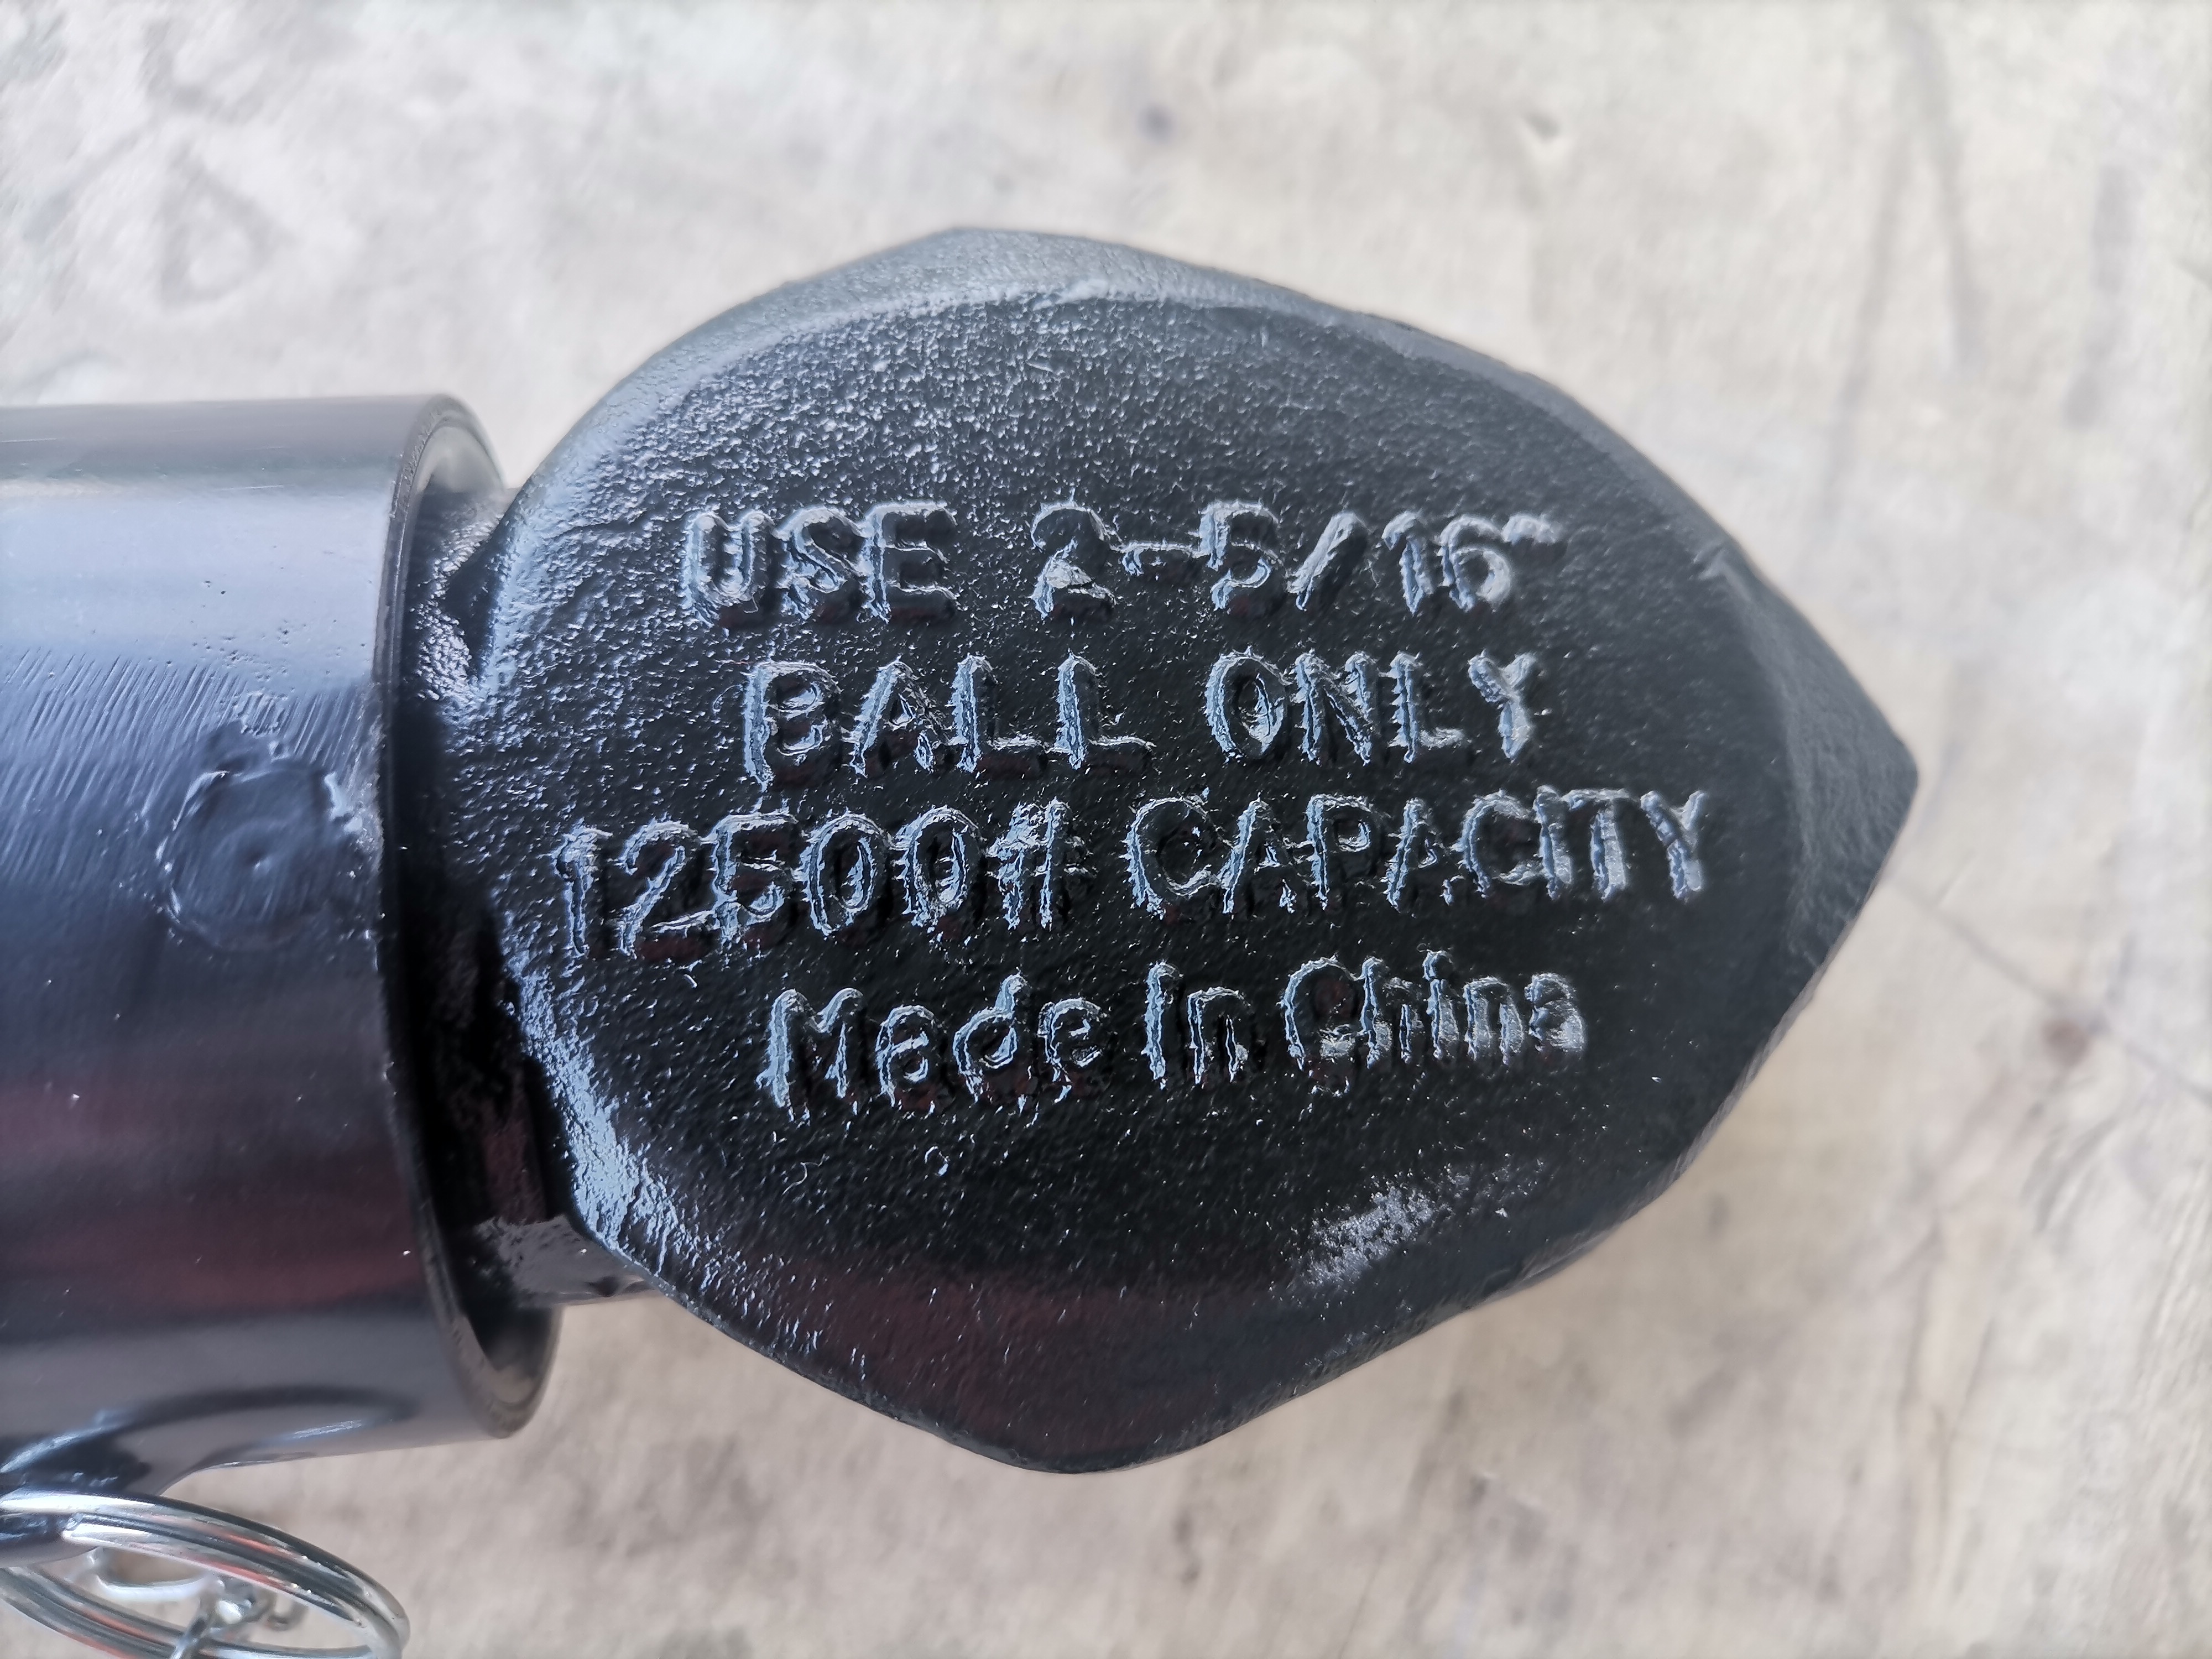 USE 2-5/16"
BALL ONLY
12500# CAPACITY
Made In China